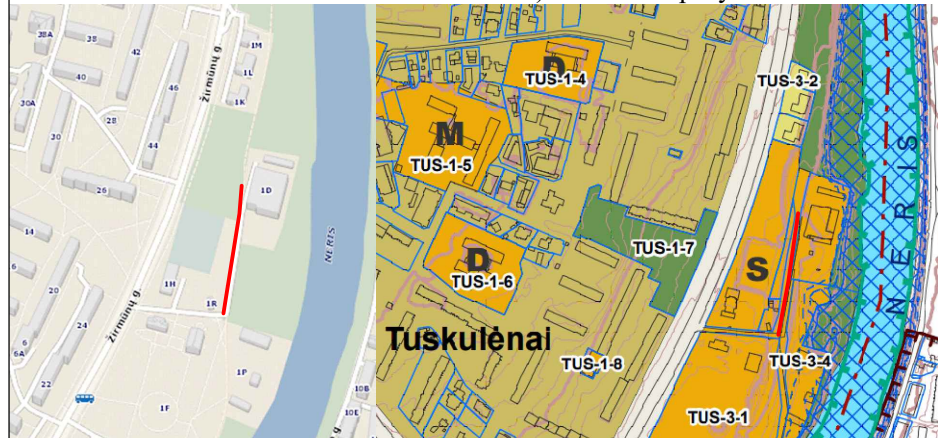 38A
38
42
1M
Žirmūnų g.
40
46
1L
30A
28
1K
30
44
26
1D
14
NERIS
1H
20
1R
Žirmūnų g.
24
6
6A
22
1P
1F
10B
10E
D
TUS-1-4
TUS-3-2
M
TUS-1-5
NERIS
TUS-1-7
D
TUS-1-6
S
Tuskulėnai
TUS-1-8
TUS-3-4
TUS-3-1